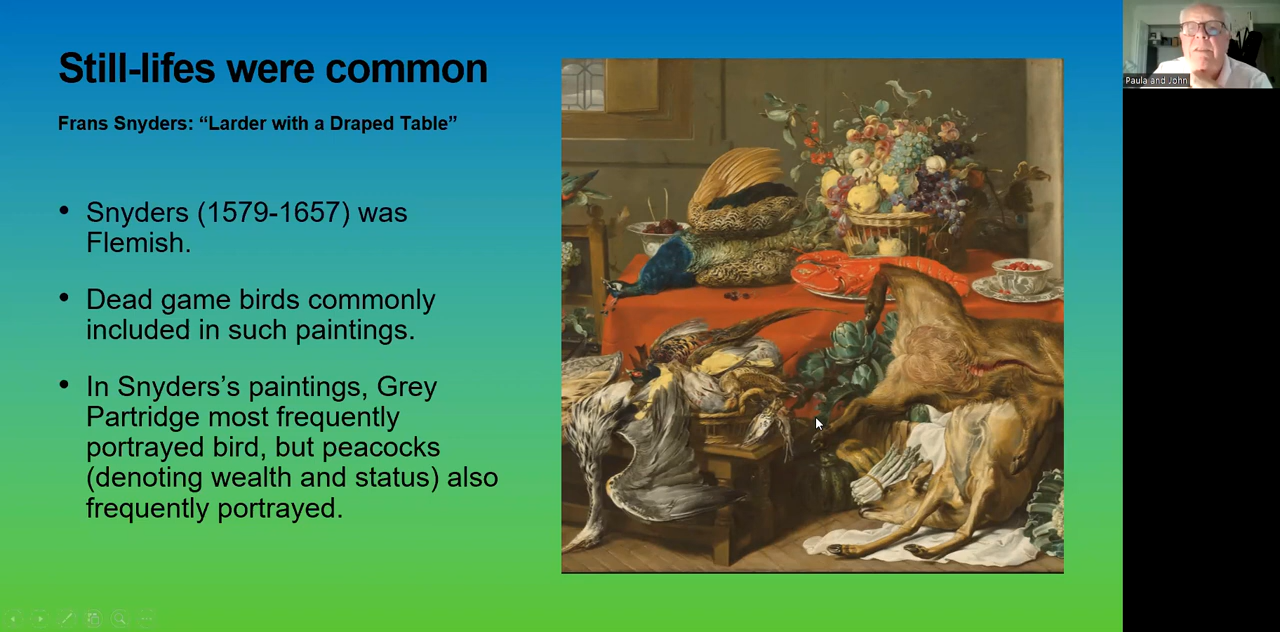 Still-lifes were common
Frans Snyders: “Larder with a Draped Table”
• Snyders (1579-1657) was
Flemish.
• Dead game birds commonly
included in such paintings.
• In Snyders’s paintings, Grey
Partridge most frequently
portrayed bird, but peacocks
(denoting wealth and status) also
frequently portrayed.
Paula and John